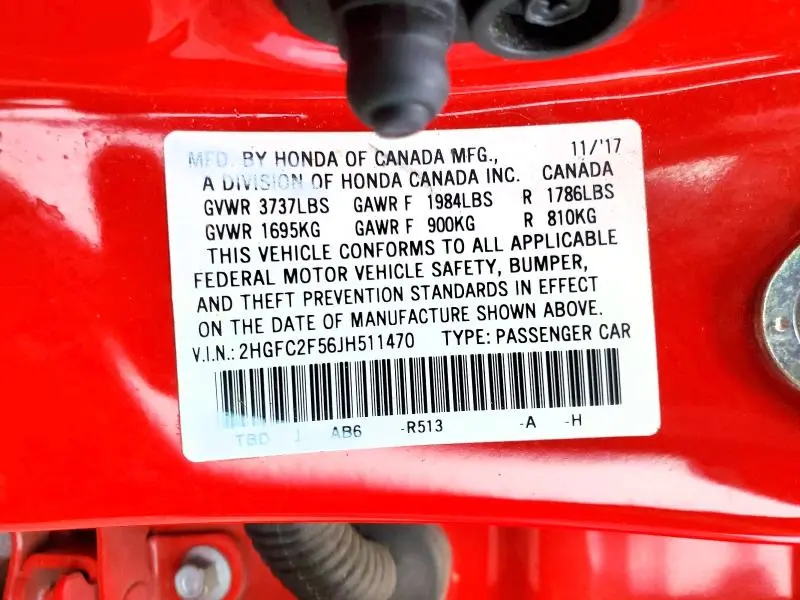 MFD. BY HONDA OF CANADA MFG., 11/'17
A DIVISION OF HONDA CANADA INC. CANADA
GVWR 3737LBS GAWR F 1984LBS R 1786LBS
GVWR 1695KG GAWR F 900KG R 810KG
THIS VEHICLE CONFORMS TO ALL APPLICABLE
FEDERAL MOTOR VEHICLE SAFETY, BUMPER,
AND THEFT PREVENTION STANDARDS IN EFFECT
ON THE DATE OF MANUFACTURE SHOWN ABOVE.
V.I.N.: 2HGFC2F56JH511470 TYPE: PASSENGER CAR
TBD J AB6 -R513 -A -H